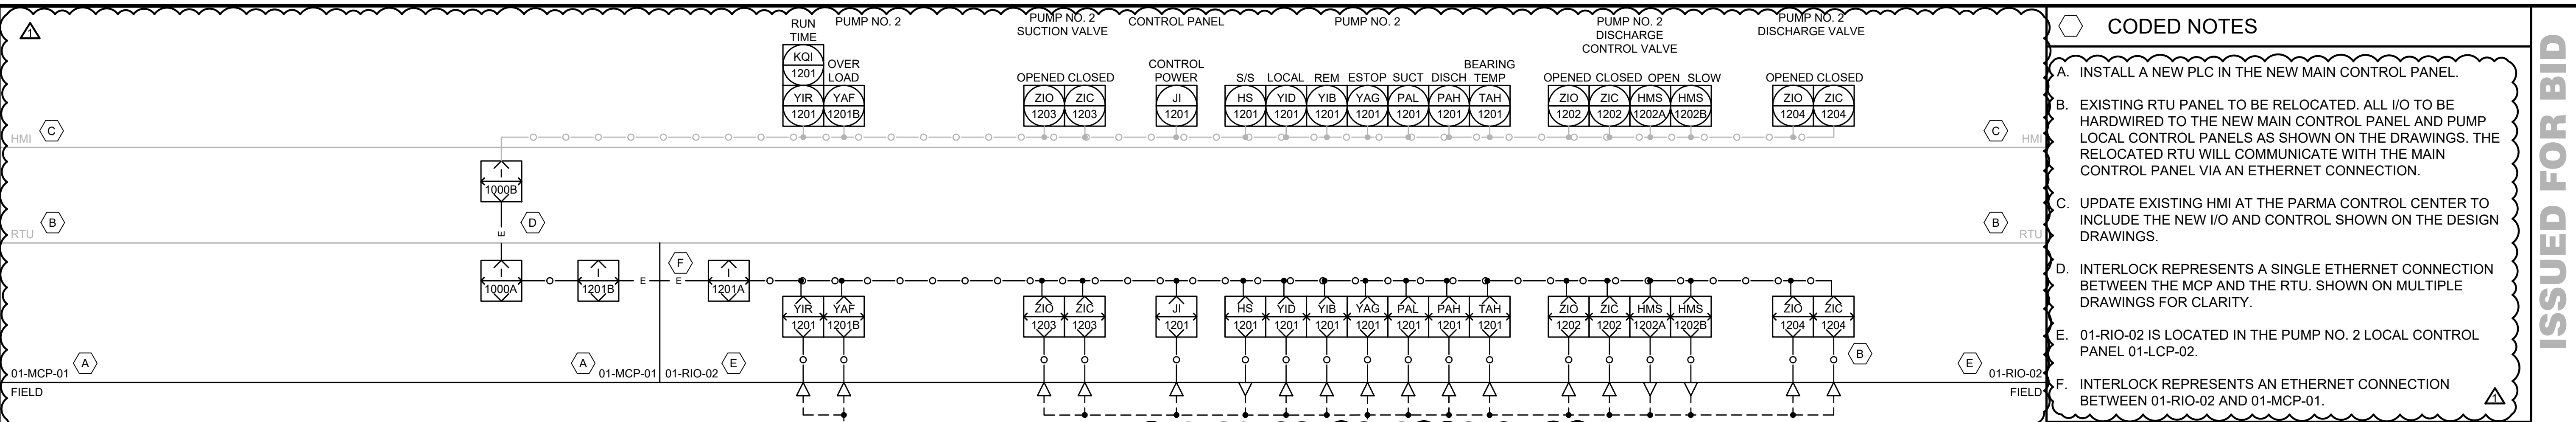 1
RUN
TIME
PUMP NO. 2
PUMP NO. 2
SUCTION VALVE
CONTROL PANEL
PUMP NO. 2
PUMP NO. 2
DISCHARGE
CONTROL VALVE
PUMP NO. 2
DISCHARGE VALVE
KQI
1201
OVER
LOAD
OPENED CLOSED
CONTROL
POWER
S/S LOCAL REM ESTOP SUCT DISCH
BEARING
TEMP
OPENED CLOSED OPEN SLOW
OPENED CLOSED
YIR YAF ZIO ZIC JI HS YID YIB YAG PAL PAH TAH ZIO ZIC HMS HMS ZIO ZIC
1201 1201B 1203 1203 1201 1201 1201 1201 1201 1201 1201 1201 1202 1202 1202A 1202B 1204 1204
HMI C C HMI
I
1000B
RTU B D B RTU
E
I
1000A
I
1201B
E E
F
I
1201A
YIR YAF ZIO ZIC JI HS YID YIB YAG PAL PAH TAH ZIO ZIC HMS HMS ZIO ZIC
1201 1201B 1203 1203 1201 1201 1201 1201 1201 1201 1201 1201 1202 1202 1202A 1202B 1204 1204
B
01-MCP-01 A A 01-MCP-01 01-RIO-02 E E 01-RIO-02
FIELD FIELD
CODED NOTES
A. INSTALL A NEW PLC IN THE NEW MAIN CONTROL PANEL.
B. EXISTING RTU PANEL TO BE RELOCATED. ALL I/O TO BE
HARDWIRED TO THE NEW MAIN CONTROL PANEL AND PUMP
LOCAL CONTROL PANELS AS SHOWN ON THE DRAWINGS. THE
RELOCATED RTU WILL COMMUNICATE WITH THE MAIN
CONTROL PANEL VIA AN ETHERNET CONNECTION.
C. UPDATE EXISTING HMI AT THE PARMA CONTROL CENTER TO
INCLUDE THE NEW I/O AND CONTROL SHOWN ON THE DESIGN
DRAWINGS.
D. INTERLOCK REPRESENTS A SINGLE ETHERNET CONNECTION
BETWEEN THE MCP AND THE RTU. SHOWN ON MULTIPLE
DRAWINGS FOR CLARITY.
E. 01-RIO-02 IS LOCATED IN THE PUMP NO. 2 LOCAL CONTROL
PANEL 01-LCP-02.
F. INTERLOCK REPRESENTS AN ETHERNET CONNECTION
BETWEEN 01-RIO-02 AND 01-MCP-01.
1
ISSUED FOR BID